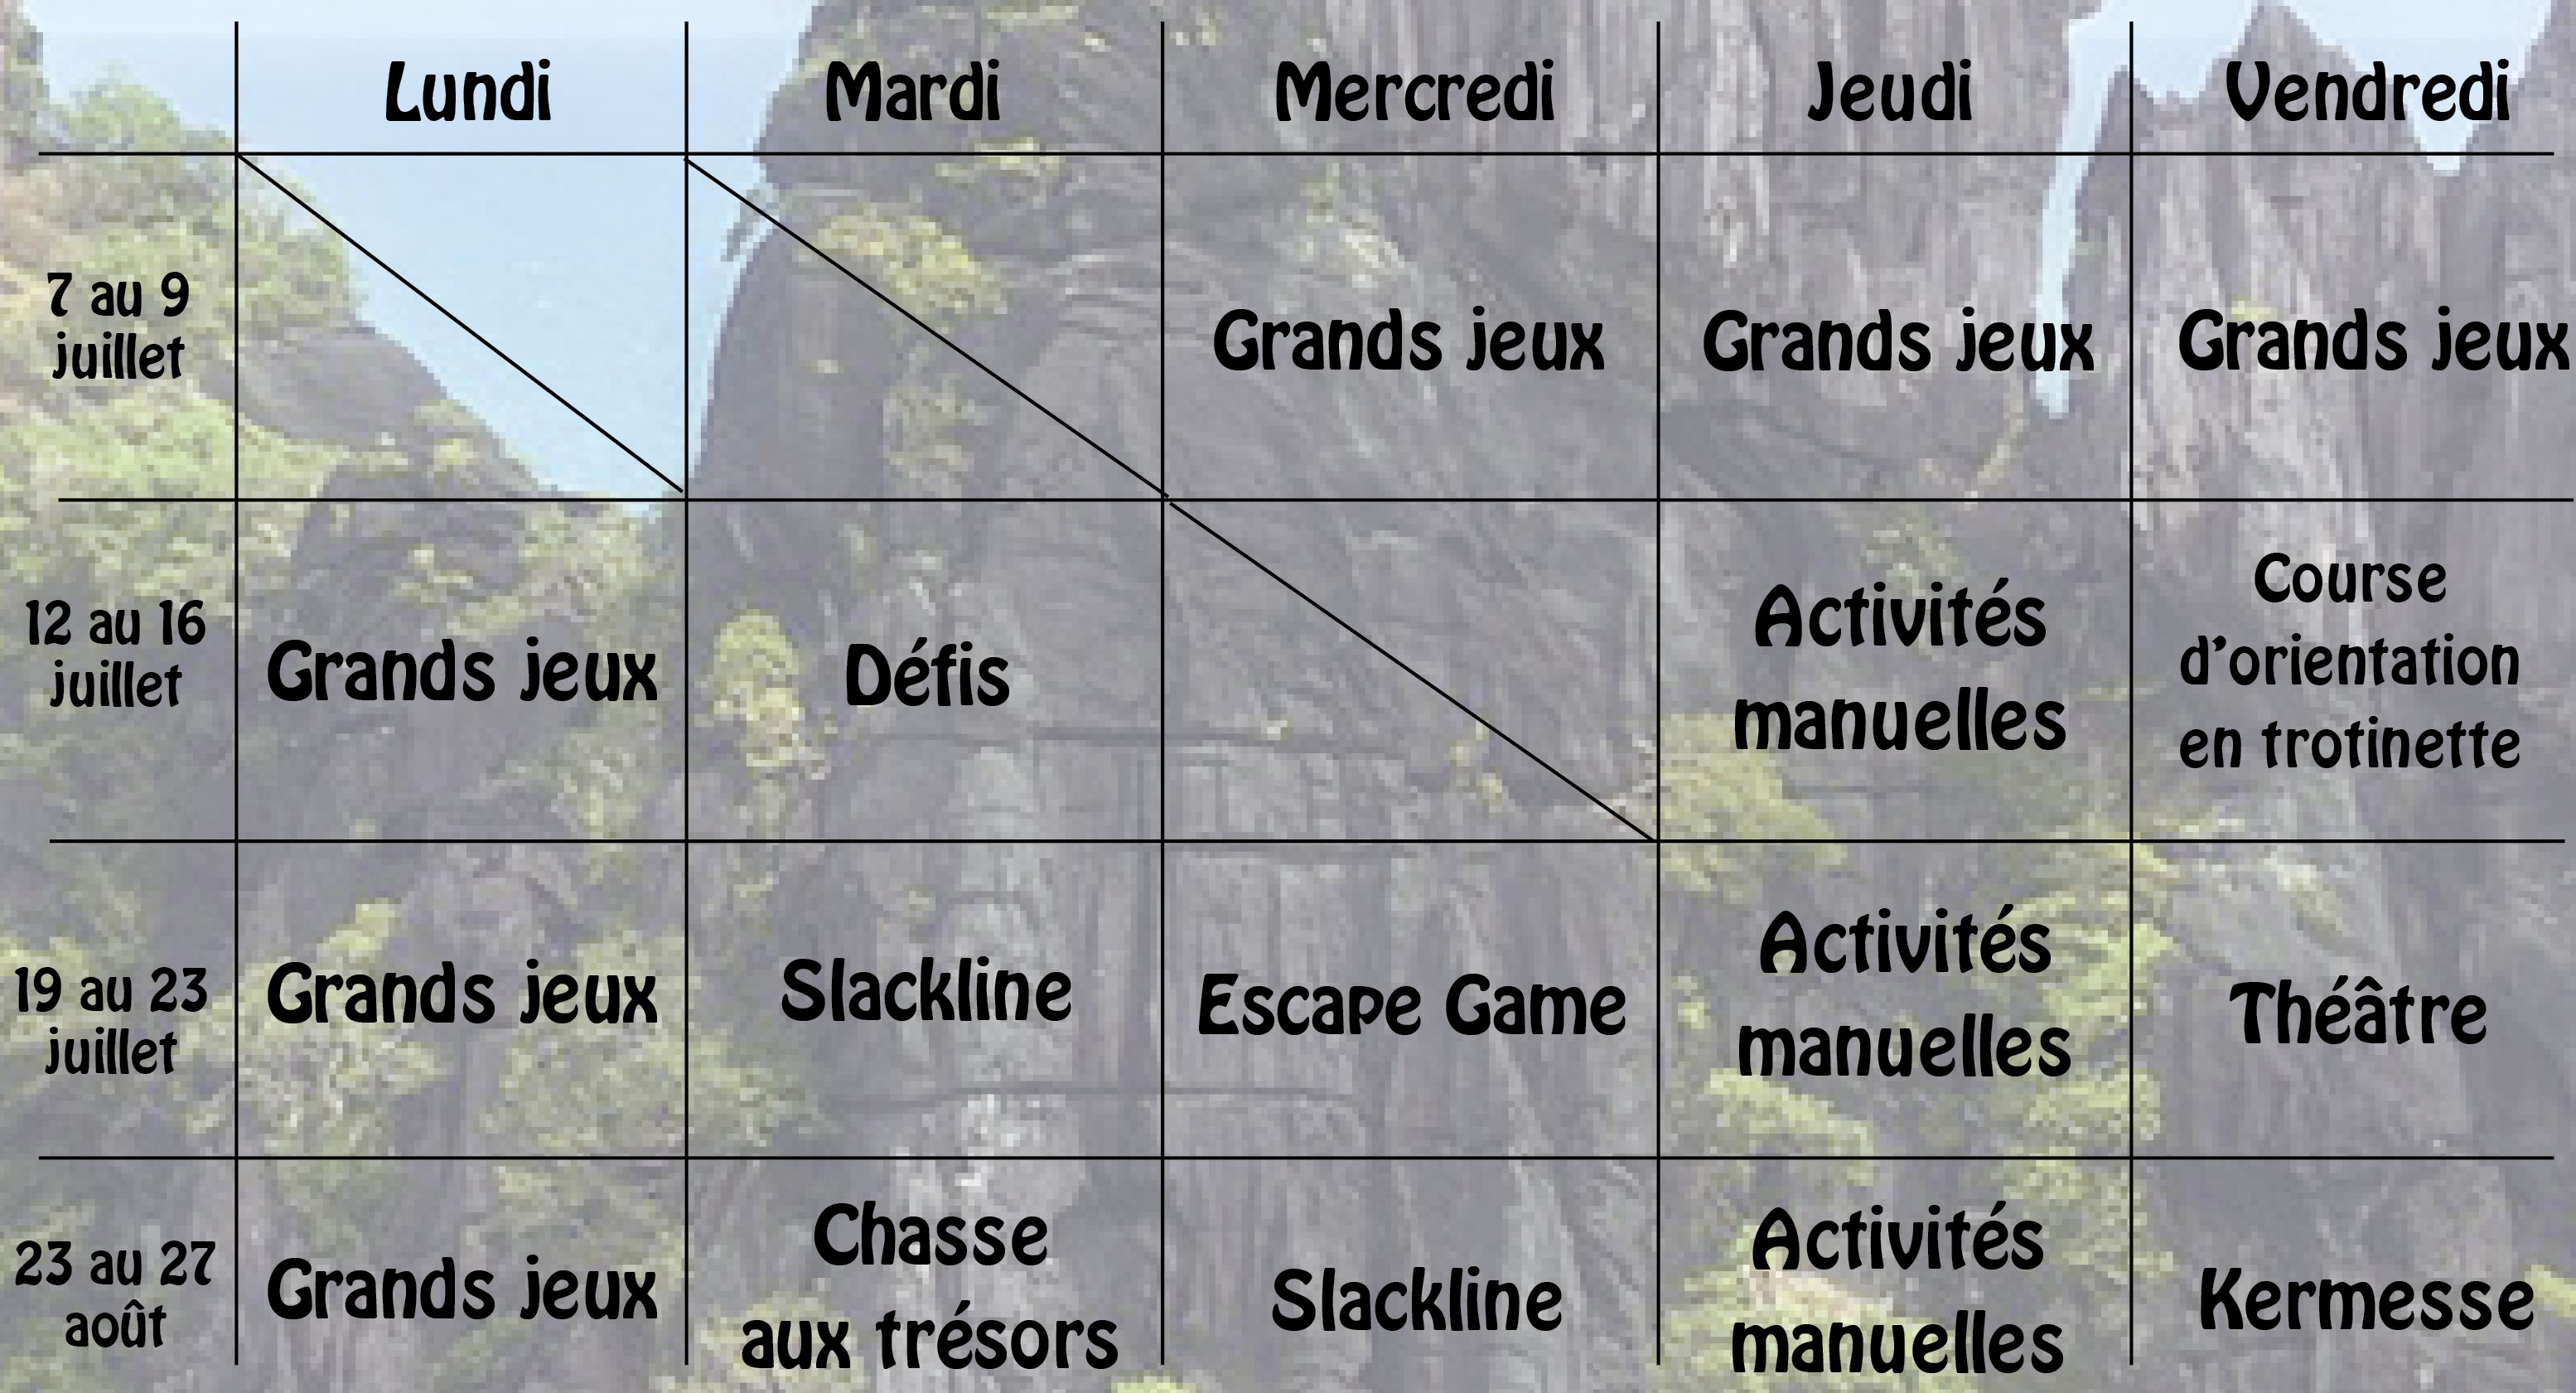 Lundi Mardi Mercredi Jeudi Vendredi
7 au 9
juillet
Grands jeux
Grands jeux
Grands jeux
12 au 16
juillet
Grands jeux
Défis
Activités
manuelles
Course
d'orientation
en trotinette
19 au 23
juillet
Grands jeux
Slackline
Escape Game
Activités
manuelles
Théâtre
23 au 27
août
Grands jeux
Chasse
aux trésors
Slackline
Activités
manuelles
Kermesse